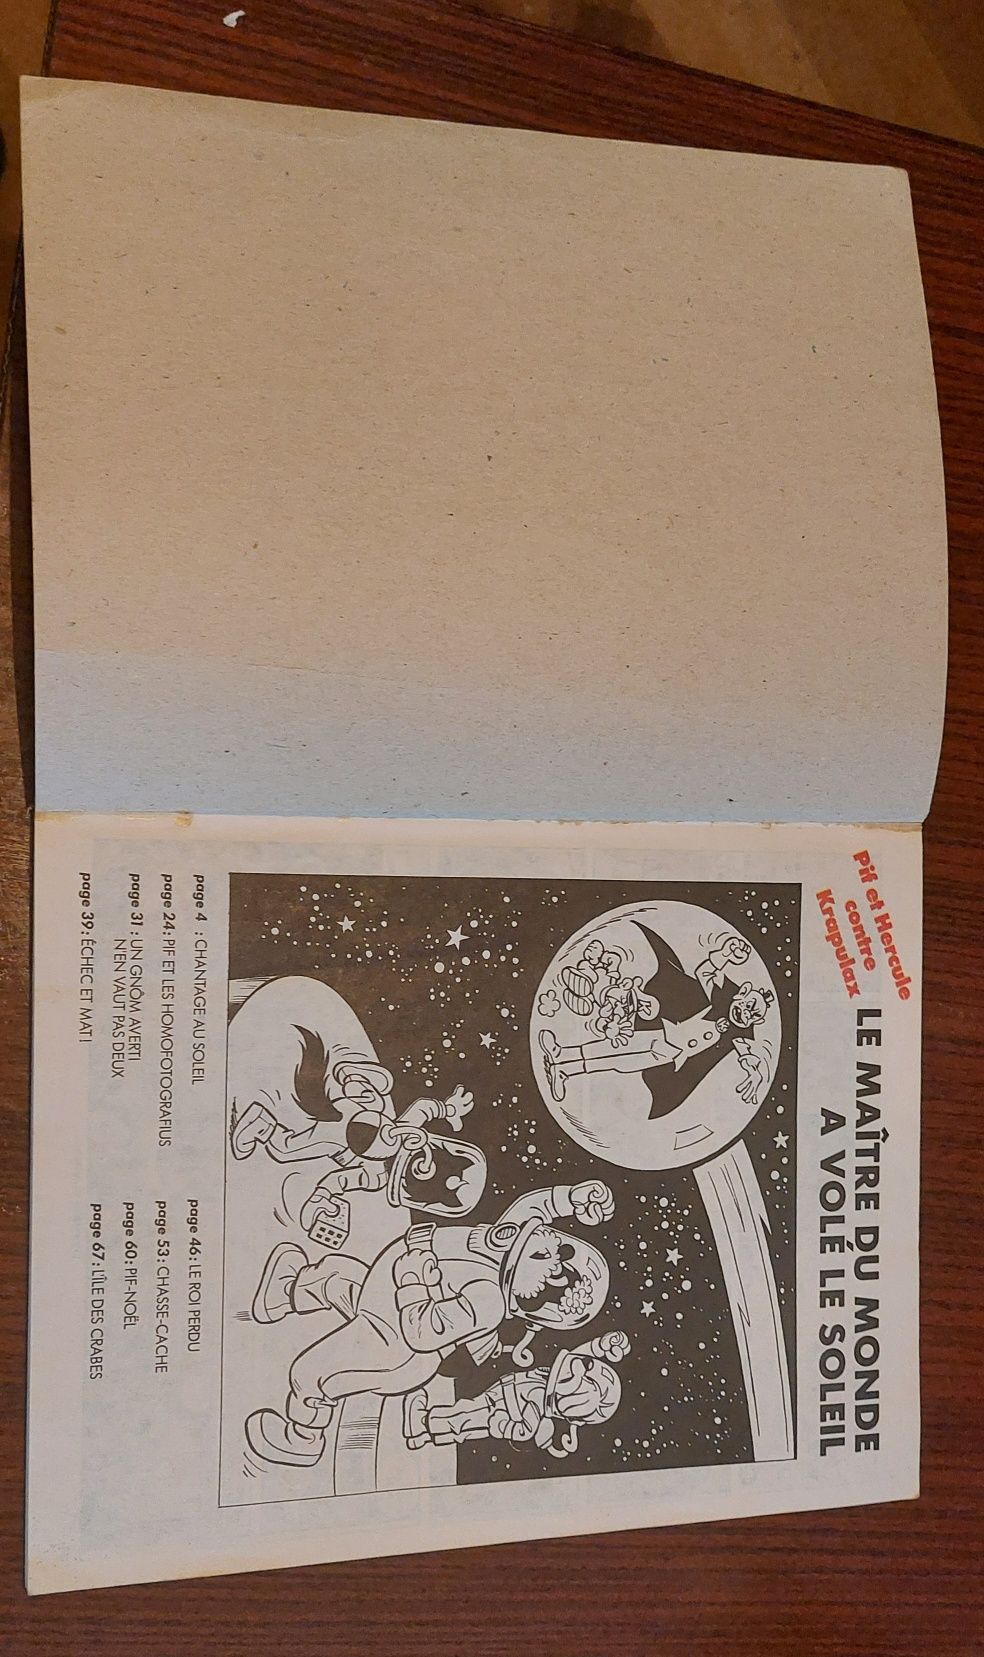 Pif et Hercule
contre
Krapulax
LE MAÎTRE DU MONDE
A VOLÉ LE SOLEIL
page 4 : CHANTAGE AU SOLEIL
page 24 : PIF ET LES HOMOFOTOGRAFIUS
page 31 : UN GNÔM AVERTI
N'EN VAUT PAS DEUX
page 39 : ÉCHEC ET MAT !
page 46 : LE ROI PERDU
page 53 : CHASSE-CACHE
page 60 : PIF-NOËL
page 67 : L'ÎLE DES CRABES